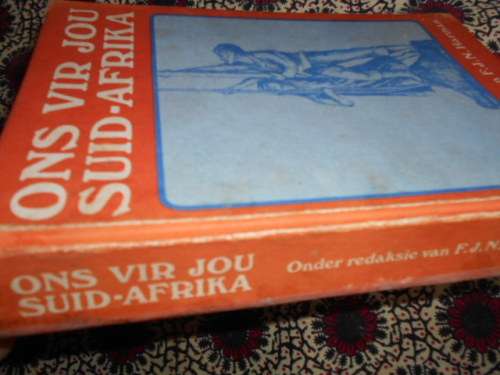 ONS VIR JOU
SUID-AFRIKA
ONS VIR JOU
SUID-AFRIKA
Onder redaksie van F.J.N.